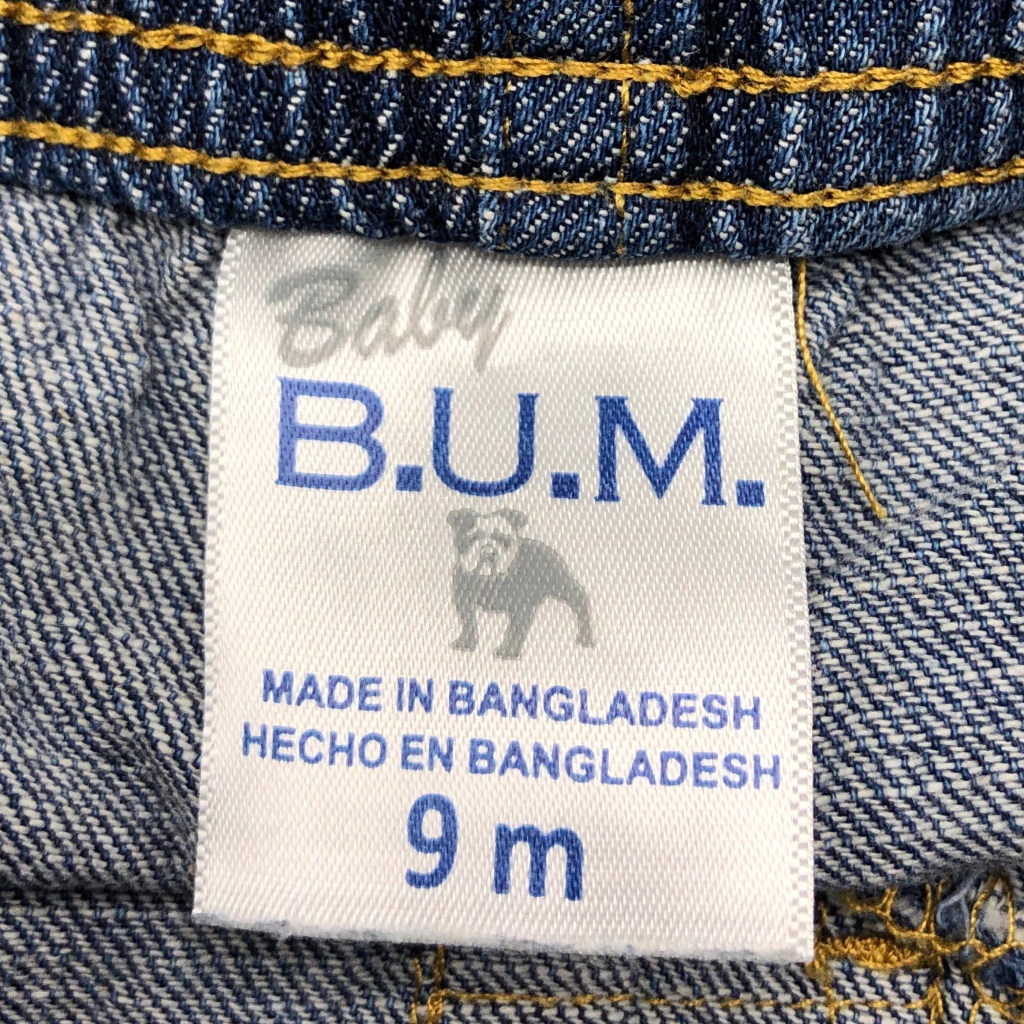 Baby
B.U.M.
MADE IN BANGLADESH
HECHO EN BANGLADESH
9 m